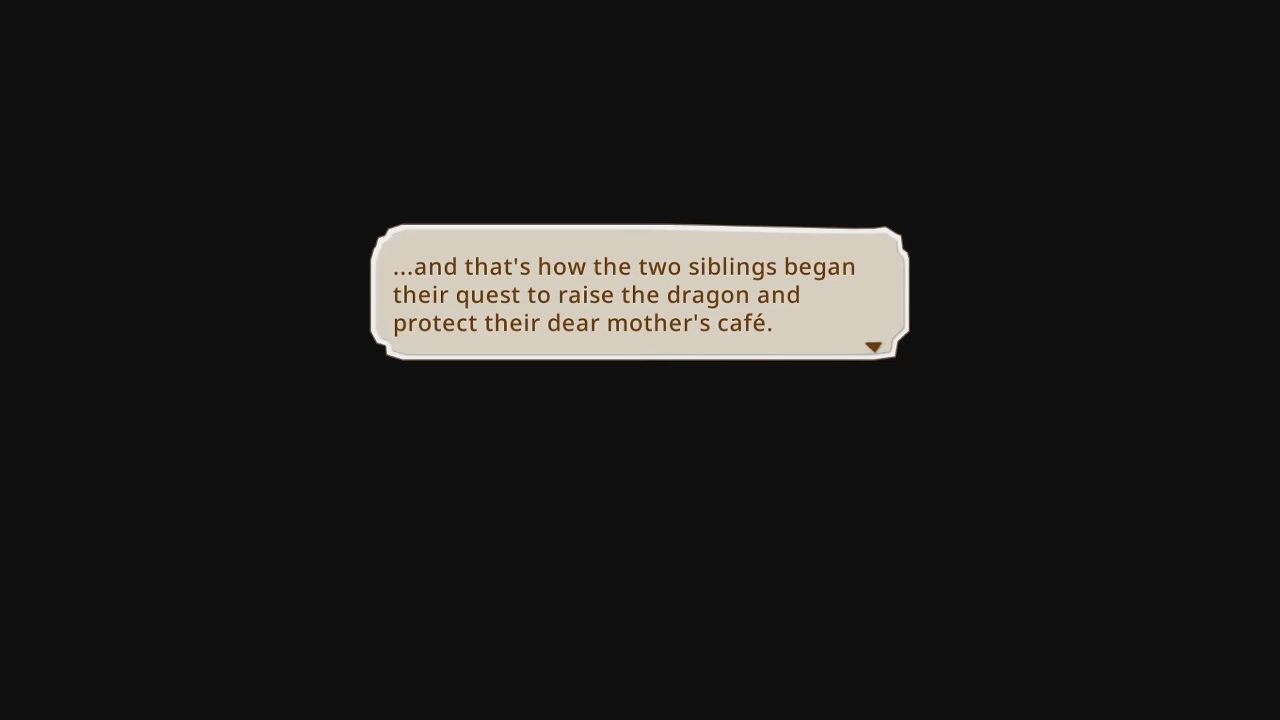 ...and that's how the two siblings began
their quest to raise the dragon and
protect their dear mother's café.